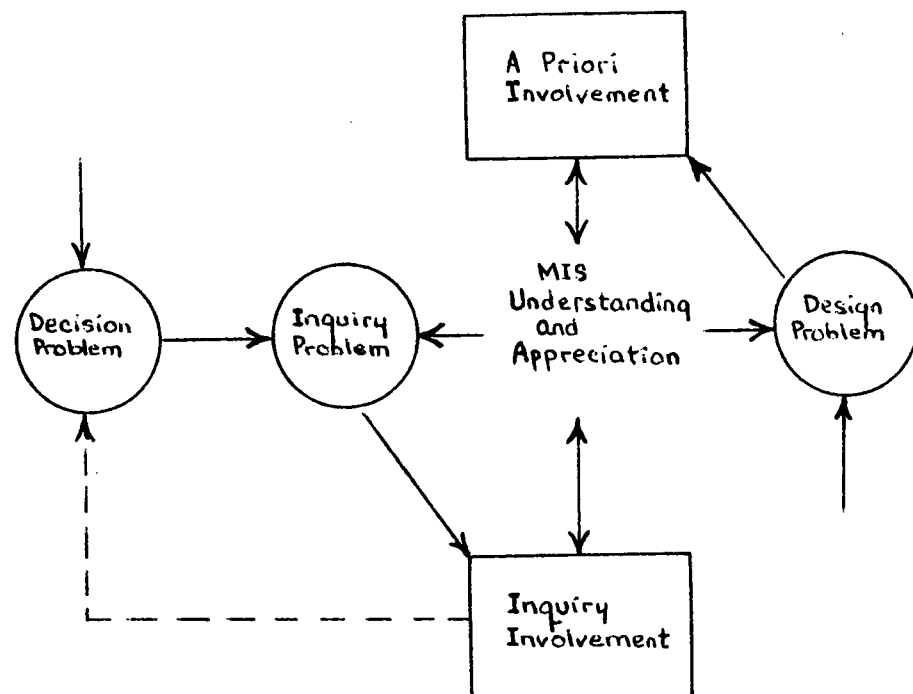 A Priori
Involvement
Decision
Problem
Inquiry
Problem
MIS
Understanding
and
Appreciation
Design
Problem
Inquiry
Involvement